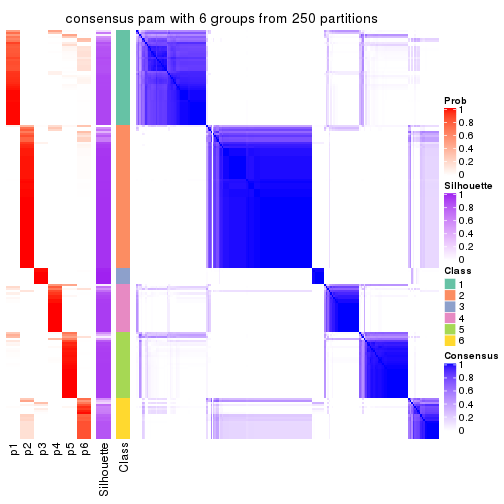 consensus pam with 6 groups from 250 partitions
p1
p2
p3
p4
p5
p6
Silhouette
Class
Prob
1
0.8
0.6
0.4
0.2
0
Silhouette
1
0.8
0.6
0.4
0.2
0
Class
1
2
3
4
5
6
Consensus
1
0.8
0.6
0.4
0.2
0